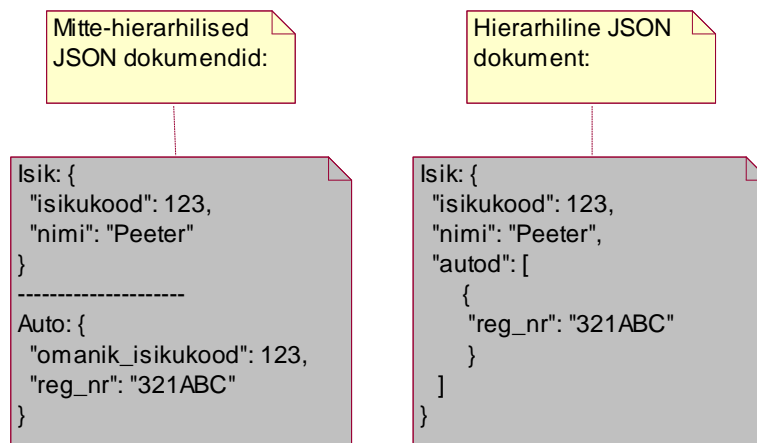 Mitte-hierarhilised
JSON dokumendid:
Isik: {
"isikukood": 123,
"nimi": "Peeter"
}
---------------------
Auto: {
"omanik_isikukood": 123,
"reg_nr": "321ABC"
}
Hierarhiline JSON
dokument:
Isik: {
"isikukood": 123,
"nimi": "Peeter",
"autod": [
{
"reg_nr": "321ABC"
}
]
}